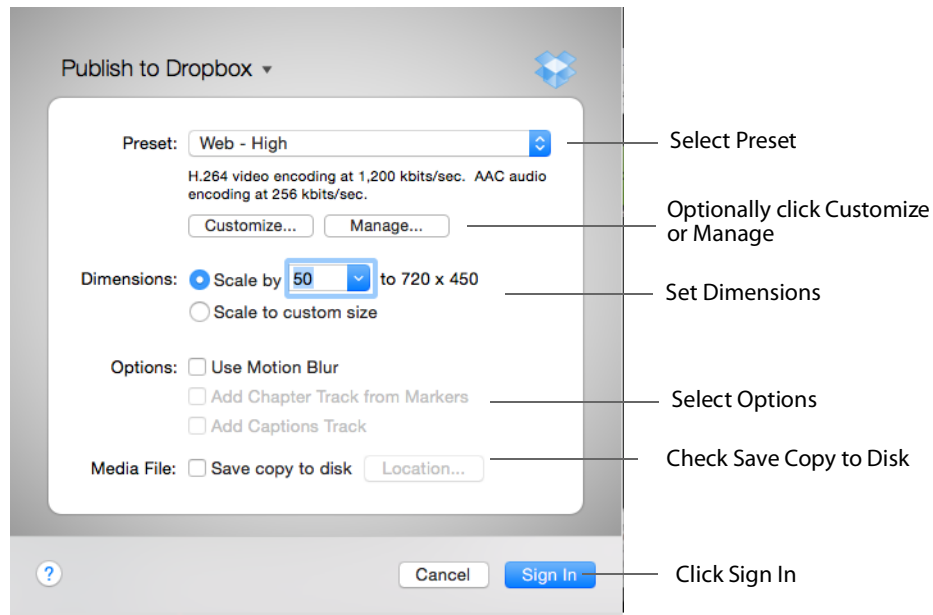 Publish to Dropbox
Preset: Web - High
Select Preset
H.264 video encoding at 1,200 kbits/sec.  AAC audio
encoding at 256 kbits/sec.
Customize... Manage...
Optionally click Customize
or Manage
Dimensions: Scale by 50 to 720 x 450
Set Dimensions
Scale to custom size
Options: Use Motion Blur
Add Chapter Track from Markers
Select Options
Add Captions Track
Media File: Save copy to disk Location...
Check Save Copy to Disk
? Cancel Sign In
Click Sign In